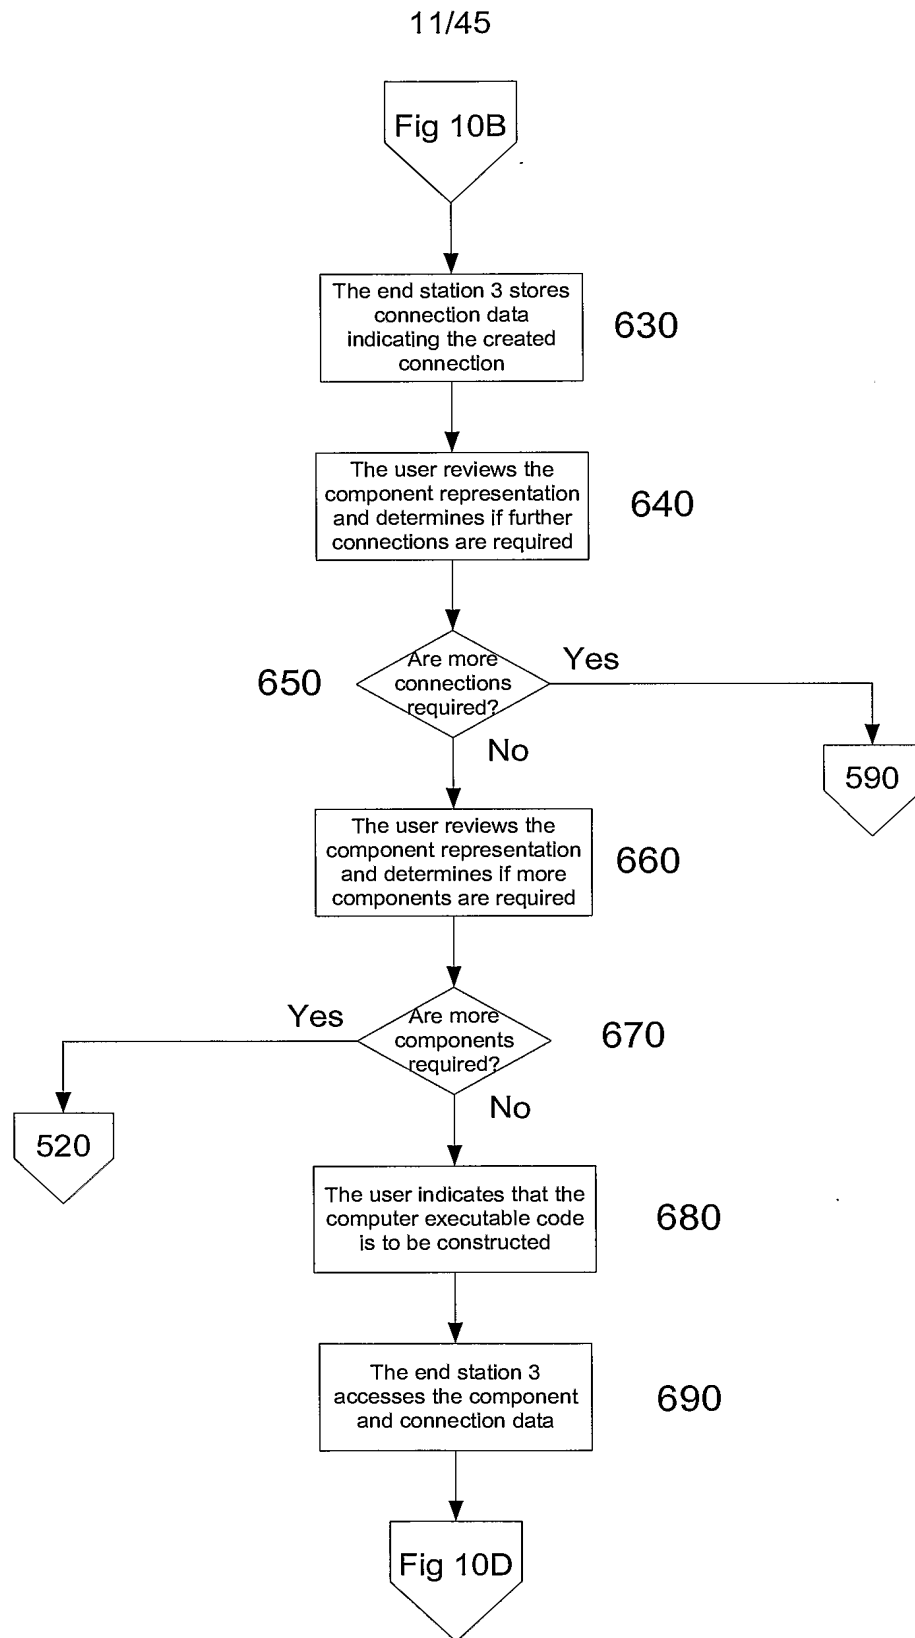 11/45
Fig 10B
The end station 3 stores
connection data
indicating the created
connection
630
The user reviews the
component representation
and determines if further
connections are required
640
650
Are more
connections
required?
Yes
No
590
The user reviews the
component representation
and determines if more
components are required
660
Yes
Are more
components
required?
670
No
520
The user indicates that the
computer executable code
is to be constructed
680
The end station 3
accesses the component
and connection data
690
Fig 10D